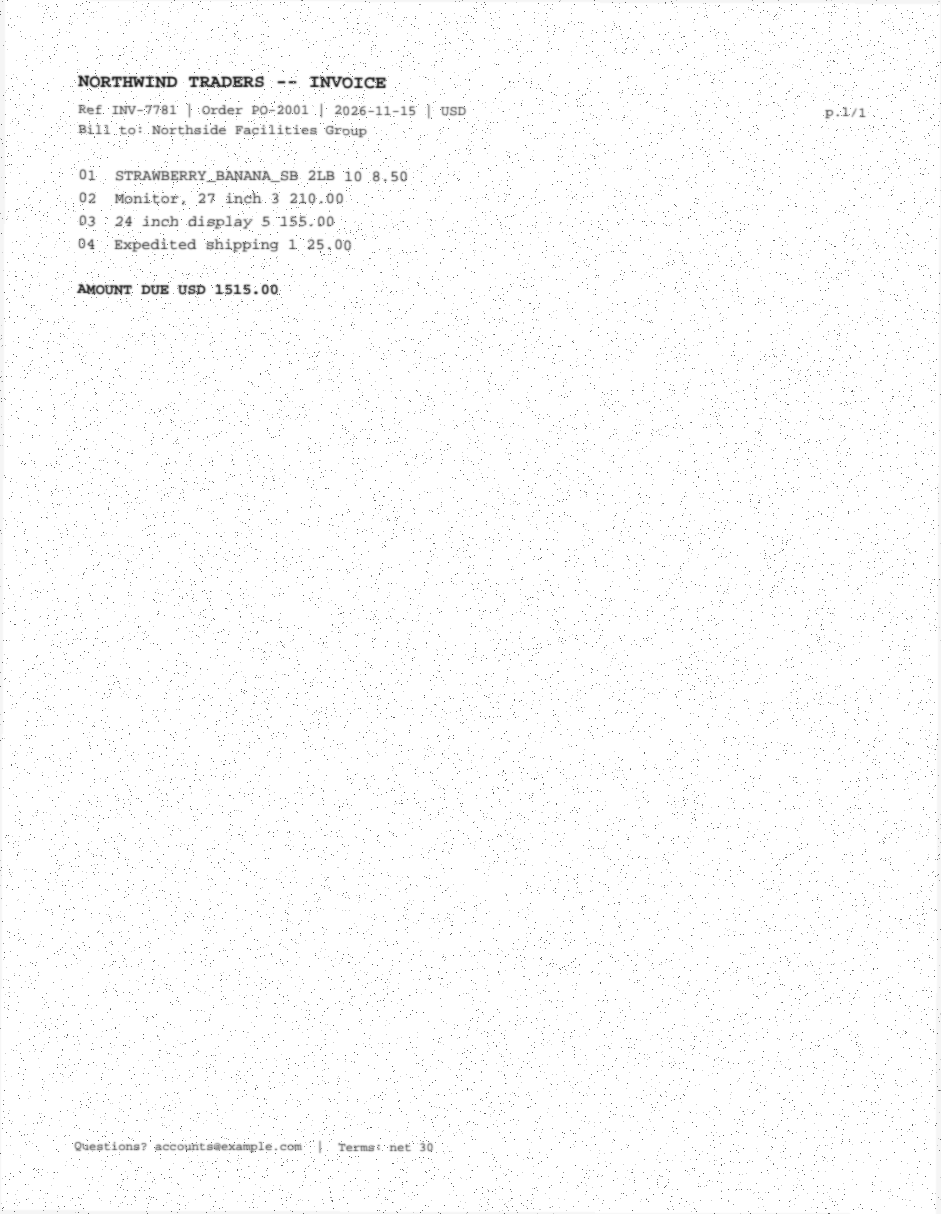 NORTHWIND TRADERS -- INVOICE
Ref INV-7781 | Order PO-2001 | 2026-11-15 | USD p.1/1
Bill to: Northside Facilities Group
01 STRAWBERRY_BANANA_SB 2LB 10 8.50
02 Monitor, 27 inch 3 210.00
03 24 inch display 5 155.00
04 Expedited shipping 1 25.00
AMOUNT DUE USD 1515.00
Questions? accounts@example.com | Terms: net 30